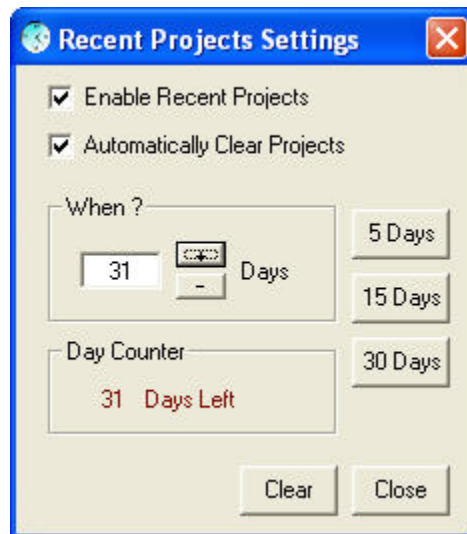 Recent Projects Settings
Enable Recent Projects
Automatically Clear Projects
When ?
31 + - Days
5 Days
15 Days
Day Counter
30 Days
31 Days Left
Clear Close